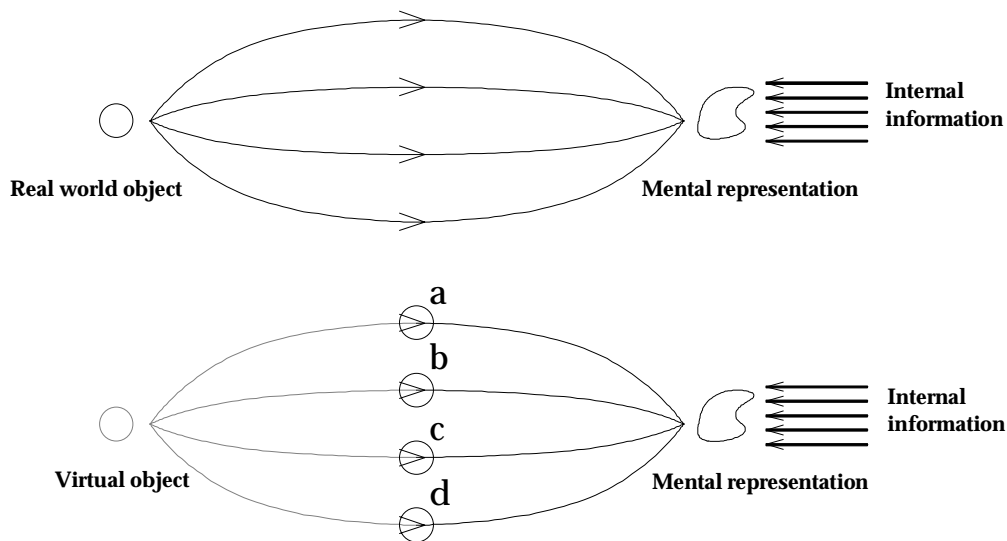 Internal
information
Real world object
Mental representation
a
b
c
d
Internal
information
Virtual object
Mental representation